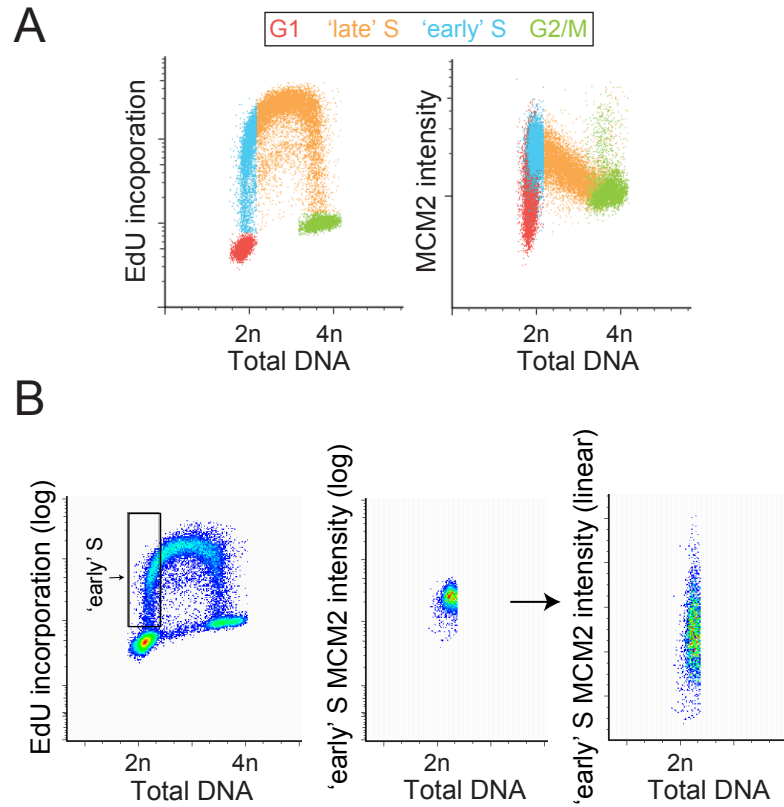 A
G1 ‘late’ S ‘early’ S G2/M
EdU incoporation
2n 4n
Total DNA
MCM2 intensity
2n 4n
Total DNA
B
EdU incorporation (log)
‘early’ S
2n 4n
Total DNA
‘early’ S MCM2 intensity (log)
2n
Total DNA
‘early’ S MCM2 intensity (linear)
2n
Total DNA